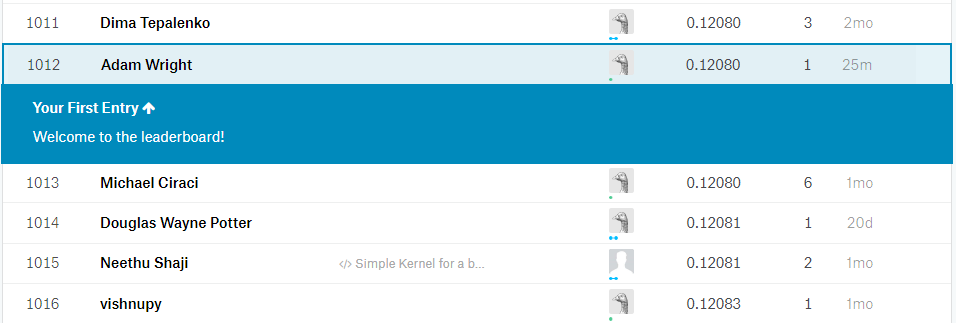 1011 Dima Tepalenko 0.12080 3 2mo
1012 Adam Wright 0.12080 1 25m
Your First Entry
Welcome to the leaderboard!
1013 Michael Ciraci 0.12080 6 1mo
1014 Douglas Wayne Potter 0.12081 1 20d
1015 Neethu Shaji </> Simple Kernel for a b... 0.12081 2 1mo
1016 vishnupy 0.12083 1 1mo